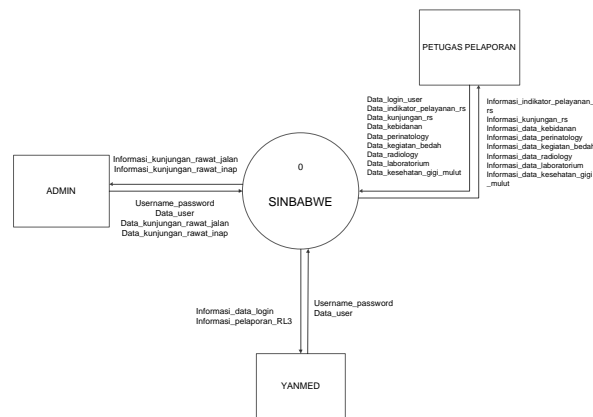 PETUGAS PELAPORAN
Data_login_user
Data_indikator_pelayanan_rs
Data_kunjungan_rs
Data_kebidanan
Data_perinatology
Data_kegiatan_bedah
Data_radiology
Data_laboratorium
Data_kesehatan_gigi_mulut
Informasi_indikator_pelayanan_
rs
Informasi_kunjungan_rs
Informasi_data_kebidanan
Informasi_data_perinatology
Informasi_data_kegiatan_bedah
Informasi_data_radiology
Informasi_data_laboratorium
Informasi_data_kesehatan_gigi
_mulut
Informasi_kunjungan_rawat_jalan
Informasi_kunjungan_rawat_inap
ADMIN
0
SINBABWE
Username_password
Data_user
Data_kunjungan_rawat_jalan
Data_kunjungan_rawat_inap
Informasi_data_login
Informasi_pelaporan_RL3
Username_password
Data_user
YANMED